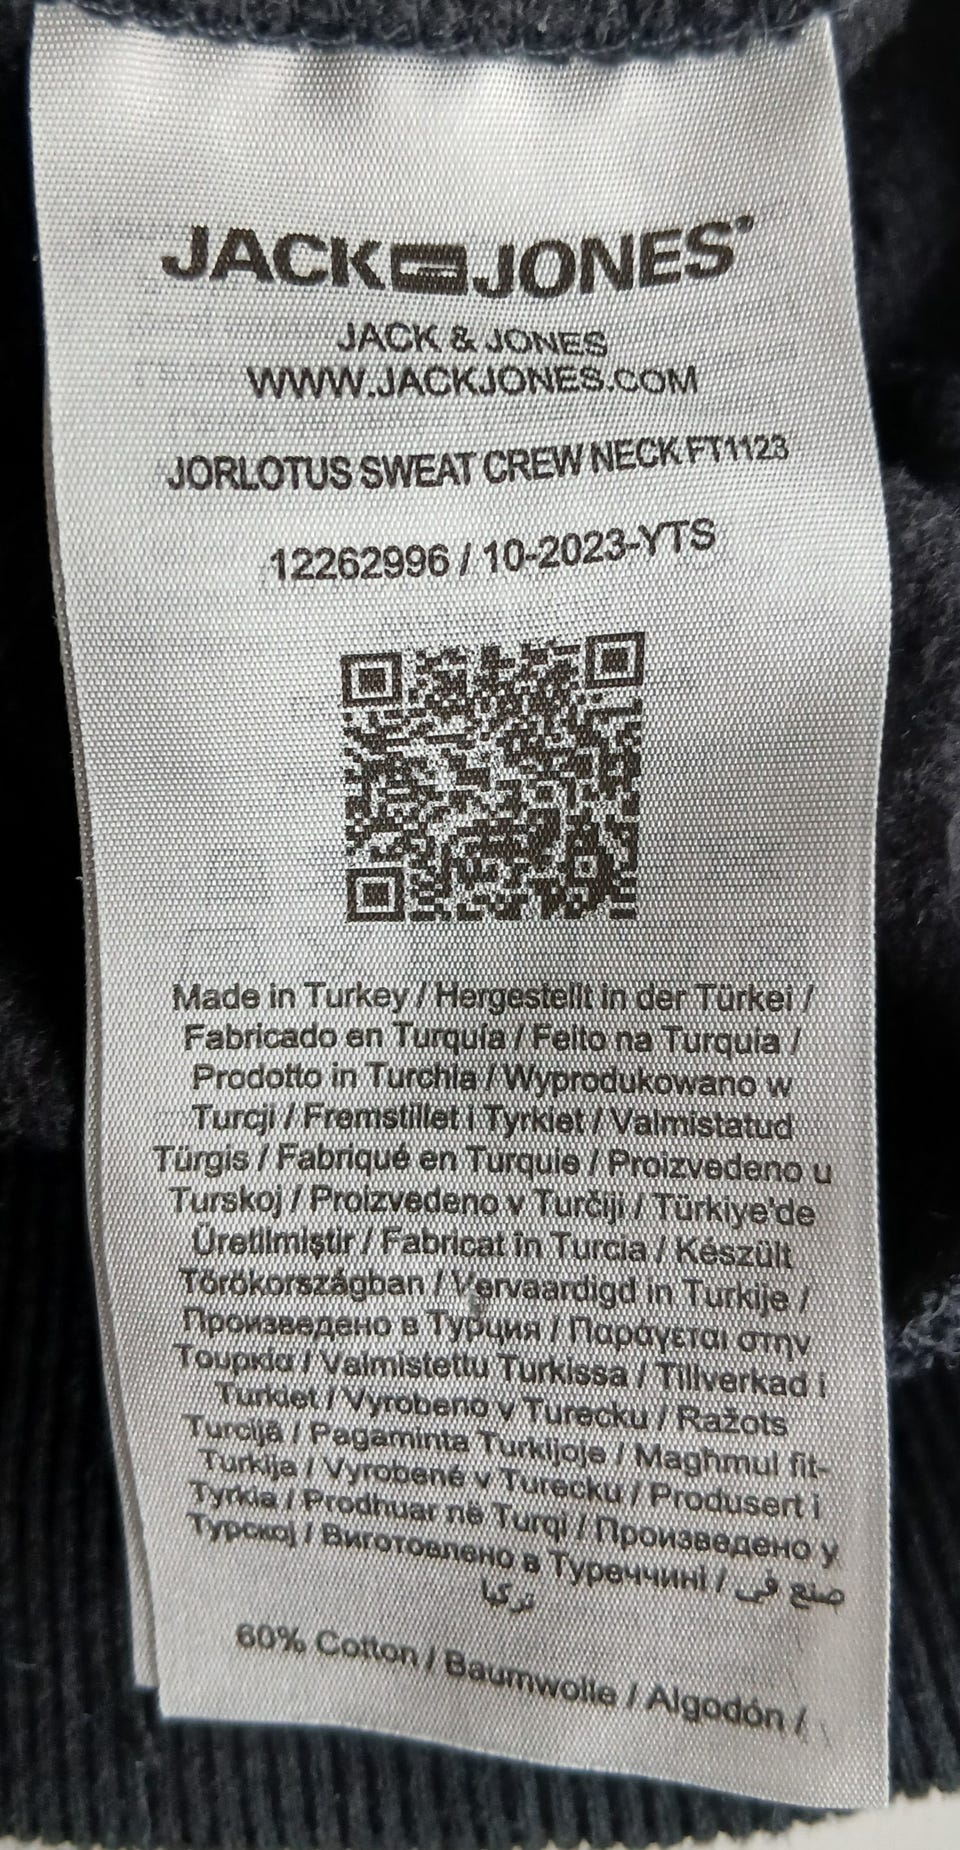 JACK JONES®
JACK & JONES
WWW.JACKJONES.COM
JORLOTUS SWEAT CREW NECK FT1123
12262996 / 10-2023-YTS
Made in Turkey / Hergestellt in der Türkei /
Fabricado en Turquía / Feito na Turquia /
Prodotto in Turchia / Wyprodukowano w
Turcji / Fremstillet i Tyrkiet / Valmistatud
Türgis / Fabriqué en Turquie / Proizvedeno u
Turskoj / Proizvedeno v Turčiji / Türkiye'de
Üretilmiştir / Fabricat în Turcia / Készült
Törökországban / Vervaardigd in Turkije /
Произведено в Турция / Παράγεται στην
Τουρκία / Valmistettu Turkissa / Tillverkad i
Turkiet / Vyrobeno v Turecku / Ražots
Turcijā / Pagaminta Turkijoje / Maghmul fit-
Turkija / Vyrobené v Turecku / Produsert i
Tyrkia / Prodhuar në Turqi / Произведено у
Турској / Виготовлено в Туреччині / صنع في
تركيا
60% Cotton / Baumwolle / Algodón /